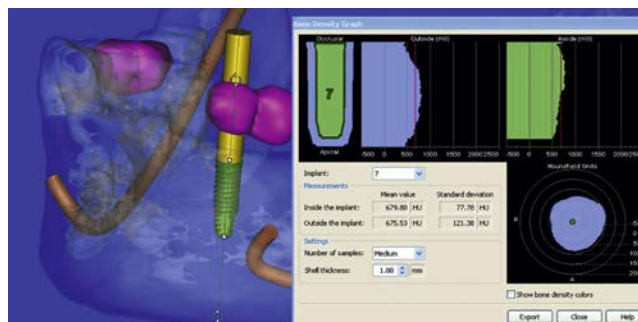 Bone Density Graph
Occlusal
Outside (HU)
Inside (HU)
7
Apical
-500 0 500 1000 1500 2000 2500
-500 0 500 1000 1500 2000 2500
Implant: 7
Hounsfield Units
Measurements
Mean value Standard deviation
Inside the implant: 679.80 HU 77.78 HU
Outside the implant: 675.53 HU 121.38 HU
Settings
Number of samples: Medium
Shell thickness: 1.00 mm
Show bone density colors
Export Close Help